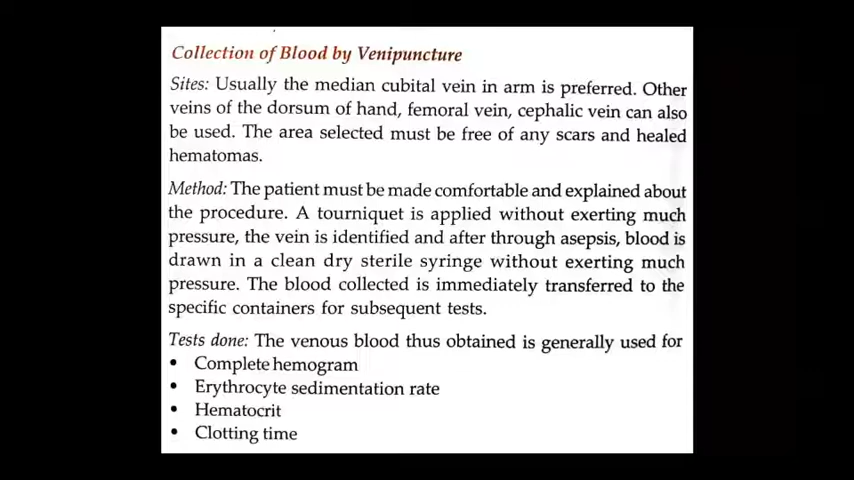 Collection of Blood by Venipuncture
Sites: Usually the median cubital vein in arm is preferred. Other
veins of the dorsum of hand, femoral vein, cephalic vein can also
be used. The area selected must be free of any scars and healed
hematomas.
Method: The patient must be made comfortable and explained about
the procedure. A tourniquet is applied without exerting much
pressure, the vein is identified and after through asepsis, blood is
drawn in a clean dry sterile syringe without exerting much
pressure. The blood collected is immediately transferred to the
specific containers for subsequent tests.
Tests done: The venous blood thus obtained is generally used for
• Complete hemogram
• Erythrocyte sedimentation rate
• Hematocrit
• Clotting time